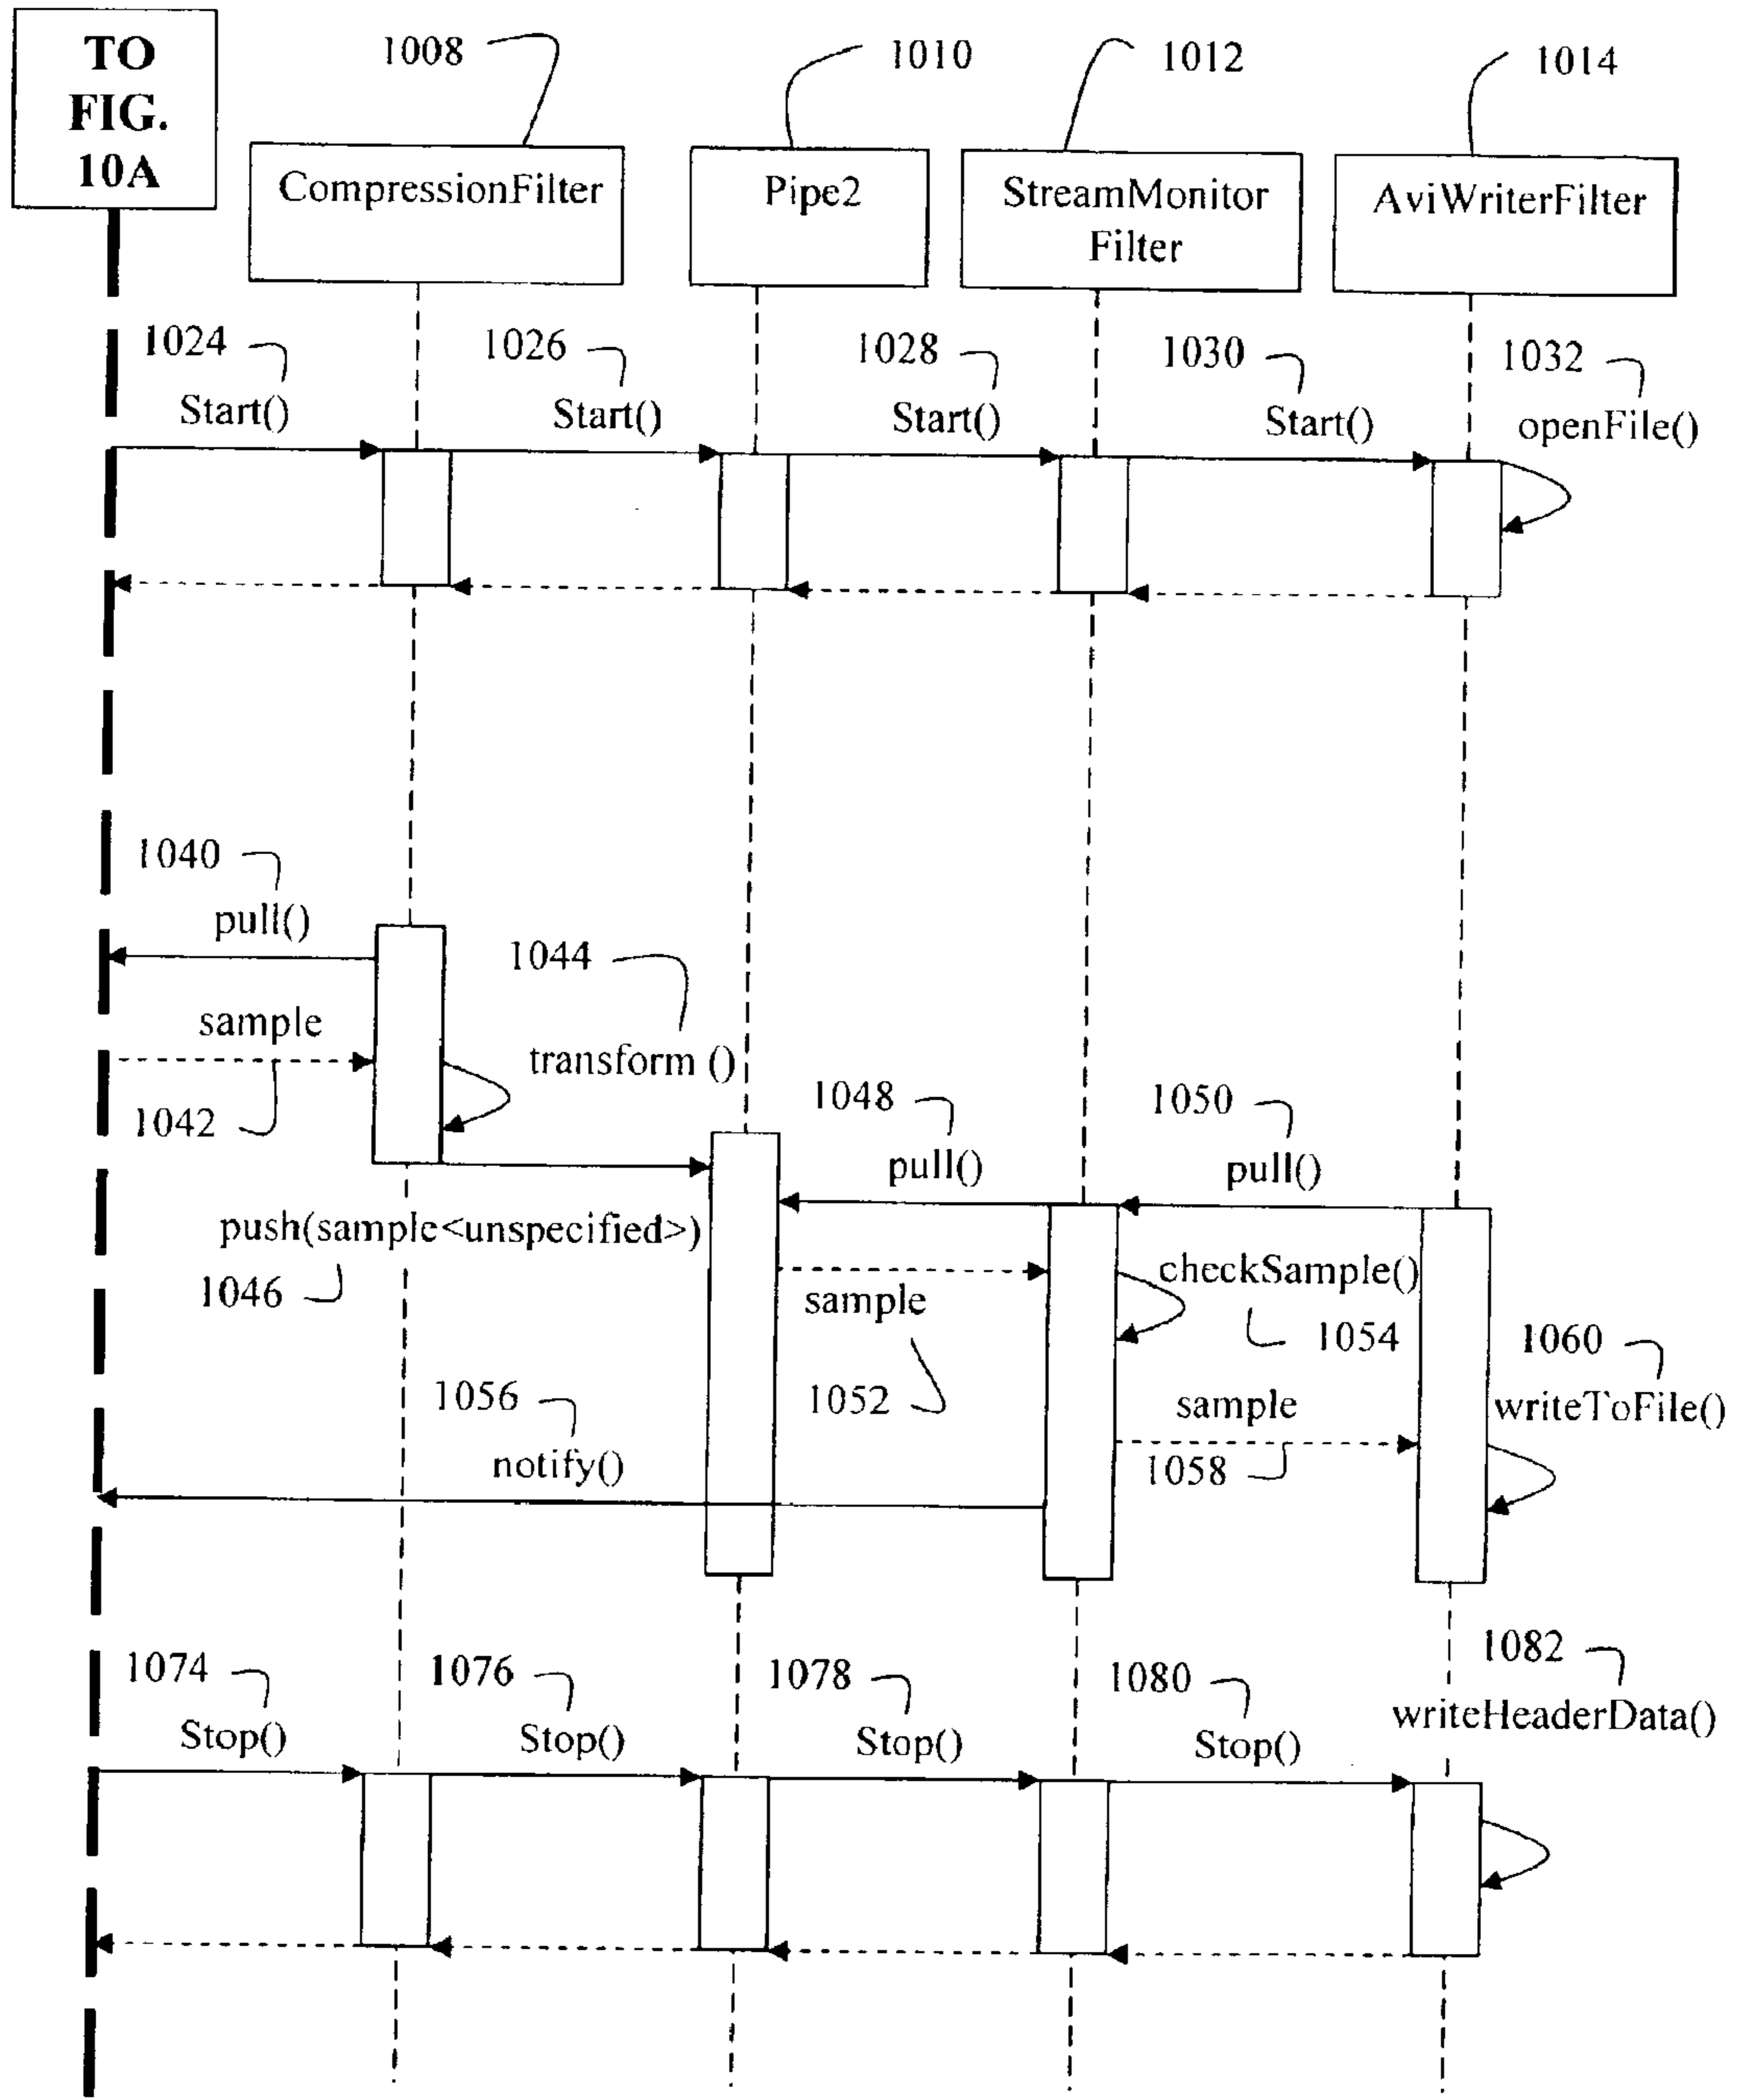 TO
FIG.
10A
1008
1010
1012
1014
CompressionFilter
Pipe2
StreamMonitor
Filter
AviWriterFilter
1024
1026
1028
1030
1032
Start()
Start()
Start()
Start()
openFile()
1040
pull()
1044
sample
transform ()
1042
1048
1050
pull()
pull()
push(sample<unspecified>)
1046
sample
checkSample()
1054
1060
1056
1052
sample
writeToFile()
notify()
1058
1074
1076
1078
1080
1082
Stop()
Stop()
Stop()
Stop()
writeHeaderData()